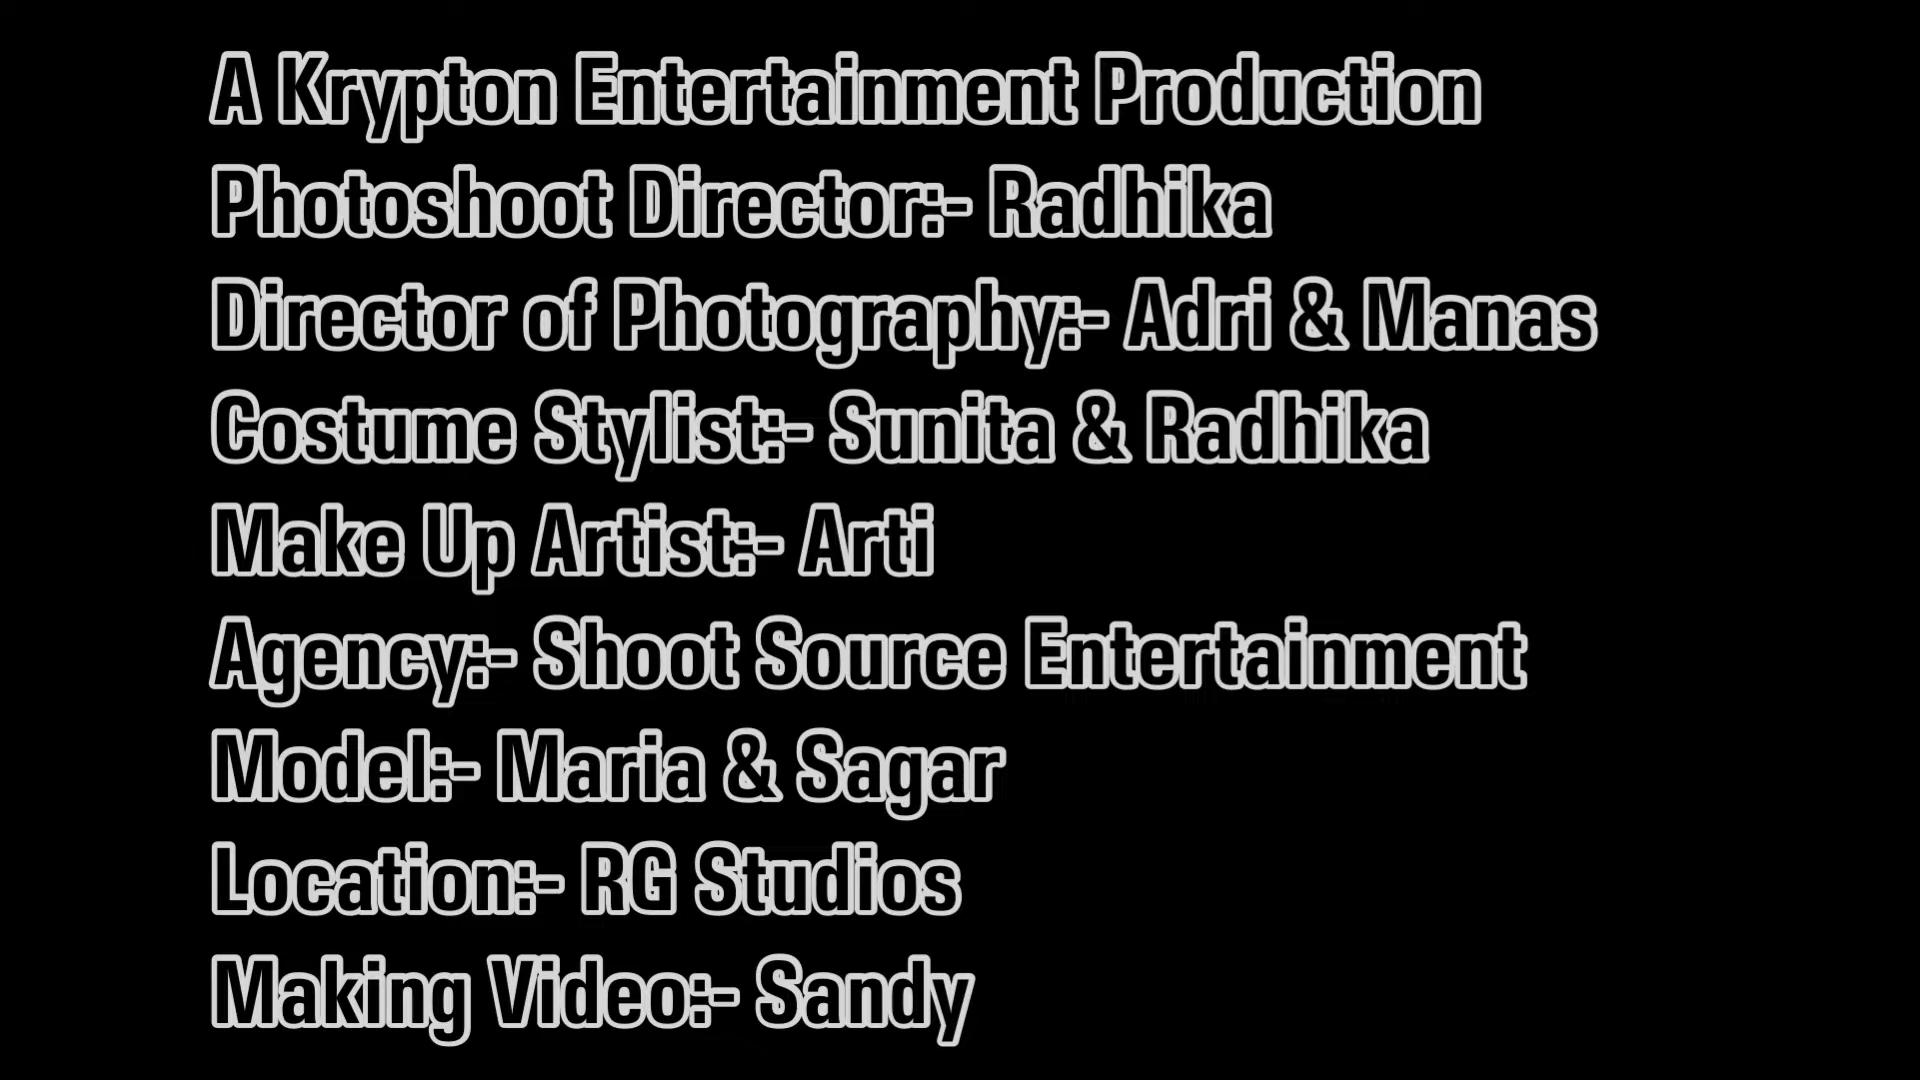 A Krypton Entertainment Production
Photoshoot Director:- Radhika
Director of Photography:- Adri & Manas
Costume Stylist:- Sunita & Radhika
Make Up Artist:- Arti
Agency:- Shoot Source Entertainment
Model:- Maria & Sagar
Location:- RG Studios
Making Video:- Sandy